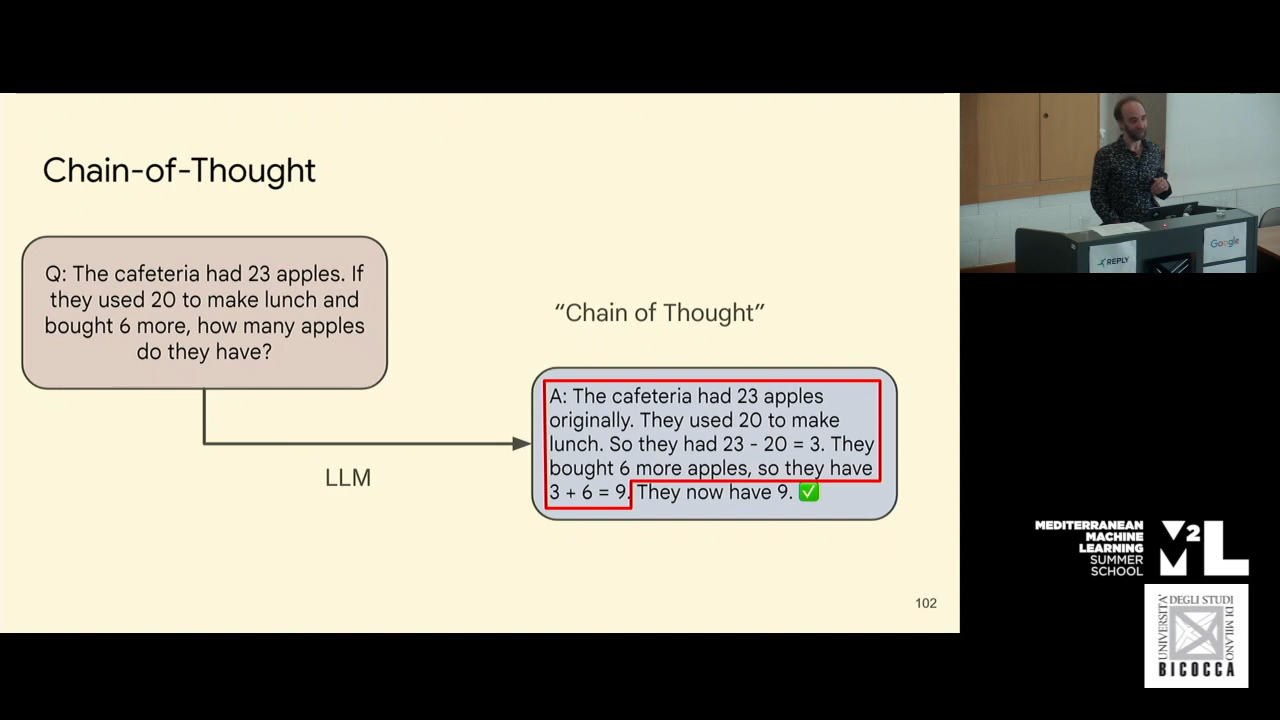 Chain-of-Thought
Q: The cafeteria had 23 apples. If
they used 20 to make lunch and
bought 6 more, how many apples
do they have?
LLM
“Chain of Thought”
A: The cafeteria had 23 apples
originally. They used 20 to make
lunch. So they had 23 - 20 = 3. They
bought 6 more apples, so they have
3 + 6 = 9. They now have 9. ✅
102
REPLY
Google
MEDITERRANEAN
MACHINE
LEARNING
SUMMER
SCHOOL
M2L
UNIVERSITÀ
DEGLI STUDI
DI MILANO
BICOCCA